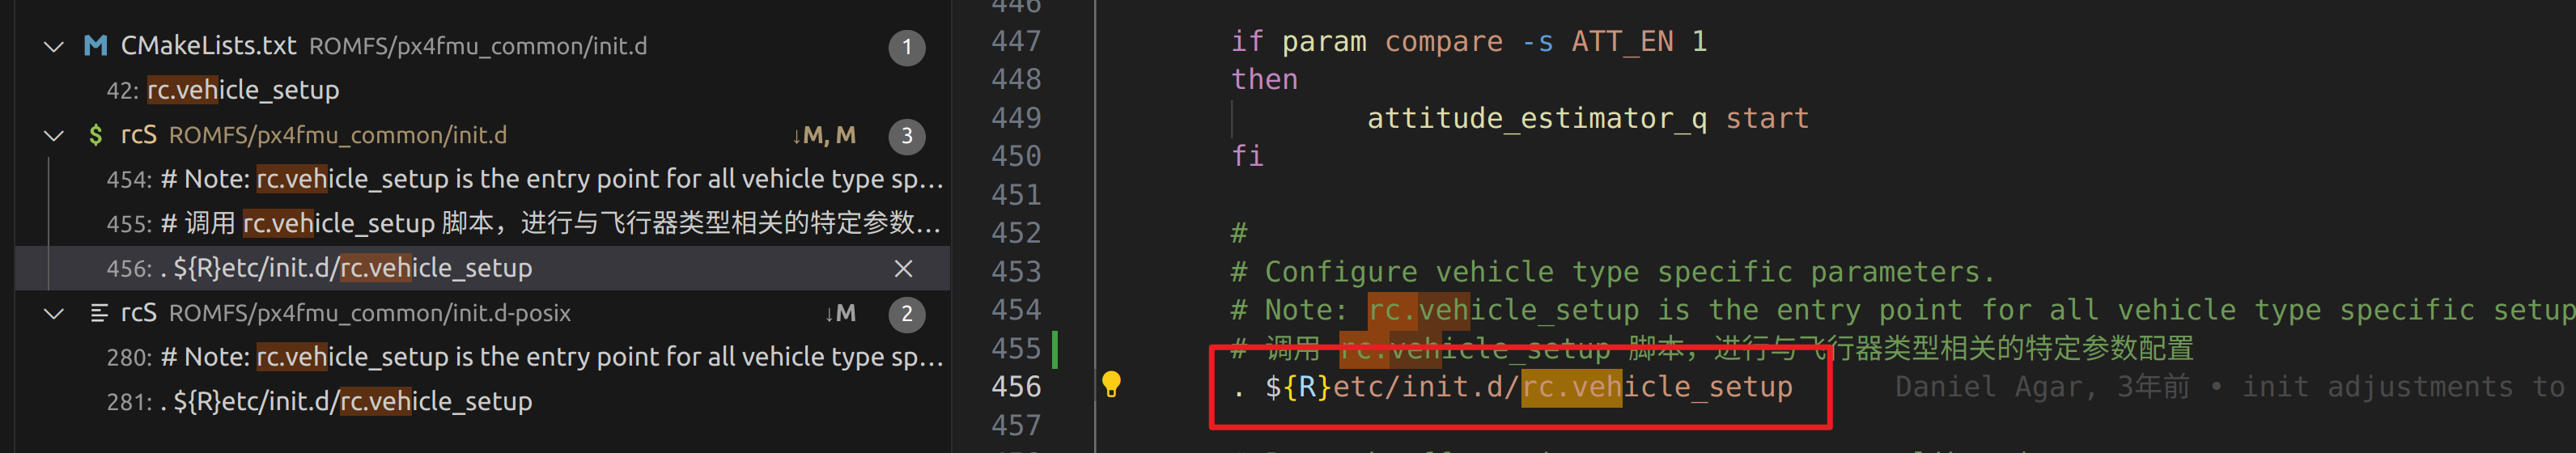 CMakeLists.txt ROMFS/px4fmu_common/init.d 1
42: rc.vehicle_setup
$ rcS ROMFS/px4fmu_common/init.d ↓M, M 3
454: # Note: rc.vehicle_setup is the entry point for all vehicle type sp…
455: # 调用 rc.vehicle_setup 脚本，进行与飞行器类型相关的特定参数…
456: . ${R}etc/init.d/rc.vehicle_setup
rcS ROMFS/px4fmu_common/init.d-posix ↓M 2
280: # Note: rc.vehicle_setup is the entry point for all vehicle type sp…
281: . ${R}etc/init.d/rc.vehicle_setup
446
447 if param compare -s ATT_EN 1
448 then
449 attitude_estimator_q start
450 fi
451
452 #
453 # Configure vehicle type specific parameters.
454 # Note: rc.vehicle_setup is the entry point for all vehicle type specific setup
455 # 调用 rc.vehicle_setup 脚本，进行与飞行器类型相关的特定参数配置
456 . ${R}etc/init.d/rc.vehicle_setup Daniel Agar, 3年前 • init adjustments to
457